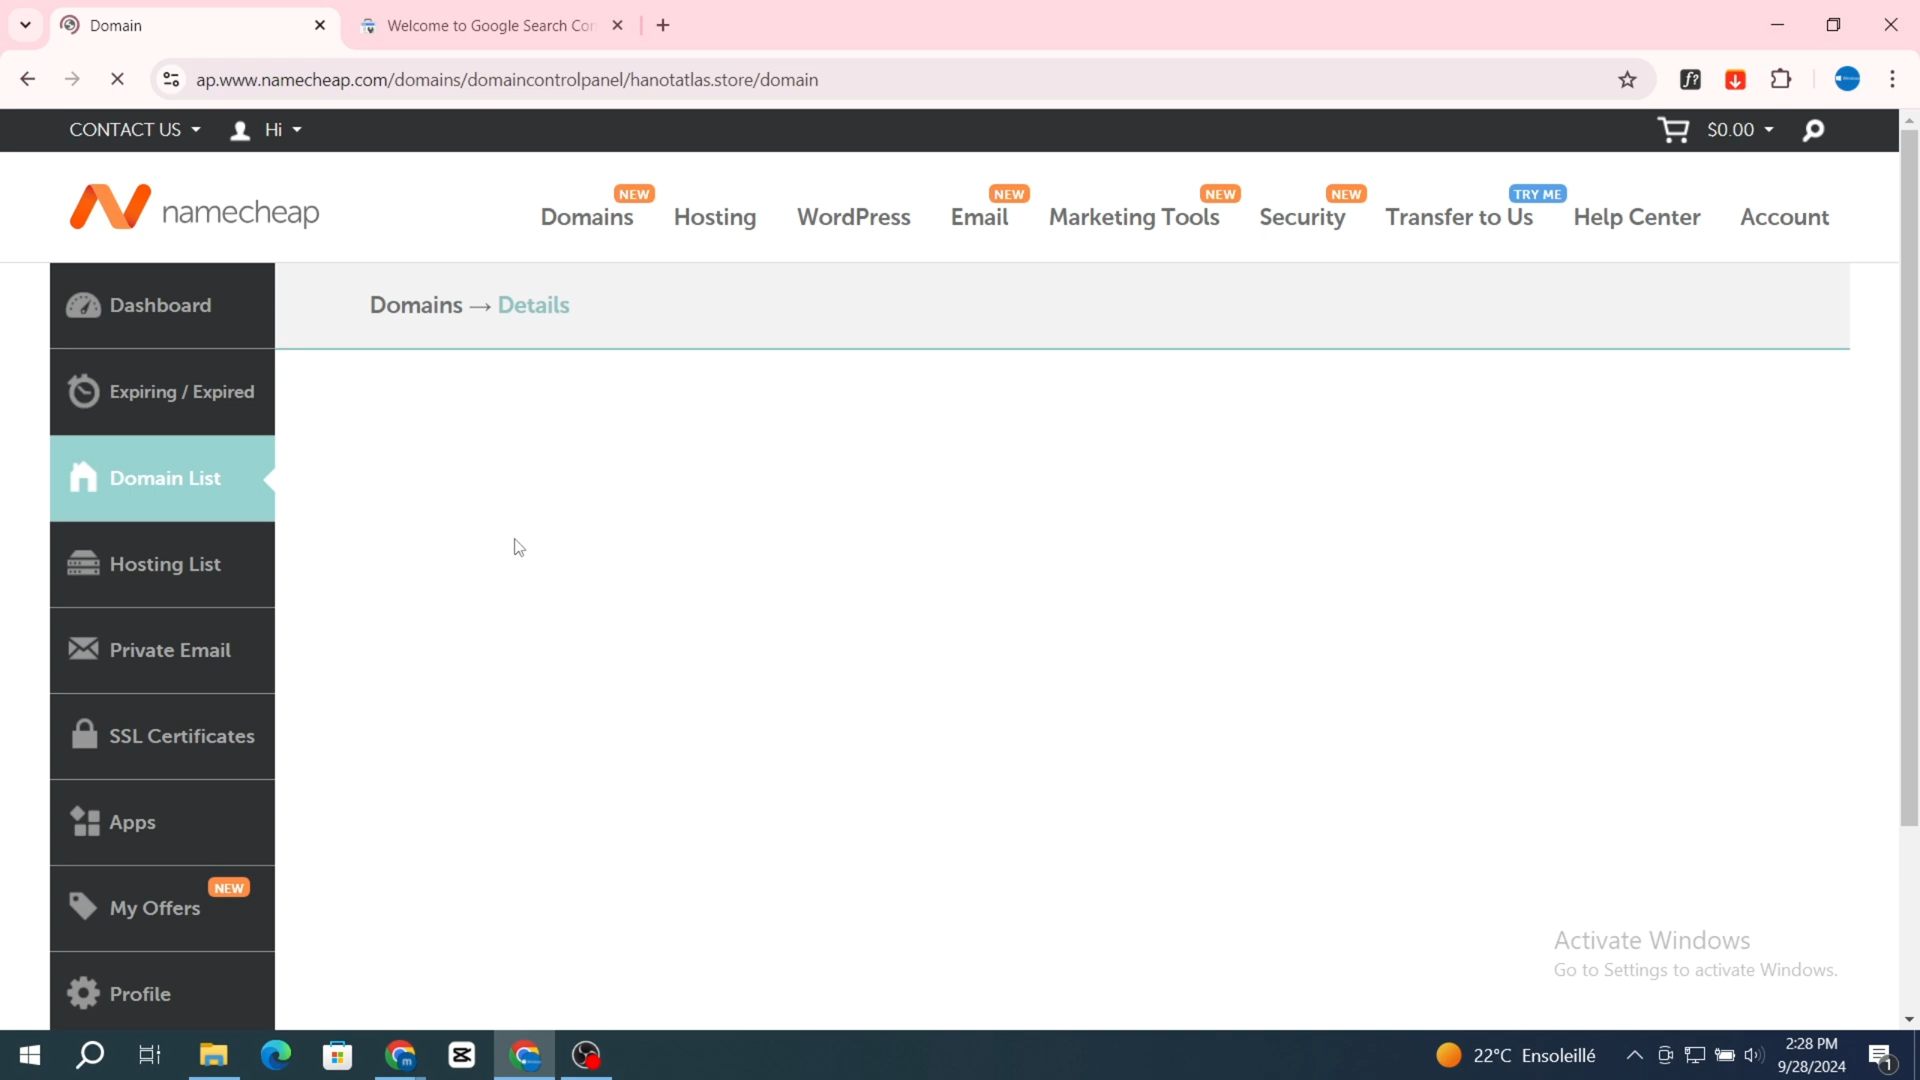 Domain
Welcome to Google Search Con
ap.www.namecheap.com/domains/domaincontrolpanel/hanotatlas.store/domain
CONTACT US
Hi
$0.00
namecheap
Domains
NEW
Hosting
WordPress
Email
NEW
Marketing Tools
NEW
Security
NEW
Transfer to Us
TRY ME
Help Center
Account
Dashboard
Expiring / Expired
Domain List
Hosting List
Private Email
SSL Certificates
Apps
NEW
My Offers
Profile
Domains → Details
Activate Windows
Go to Settings to activate Windows.
22°C Ensoleillé
2:28 PM
9/28/2024
1